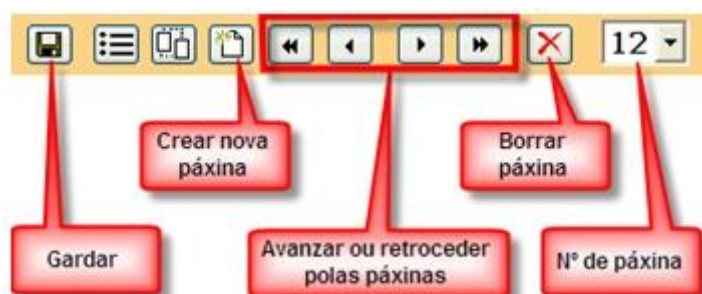 12
Crear nova
páxina
Borrar
páxina
Gardar
Avanzar ou retroceder
polas páxinas
Nº de páxina